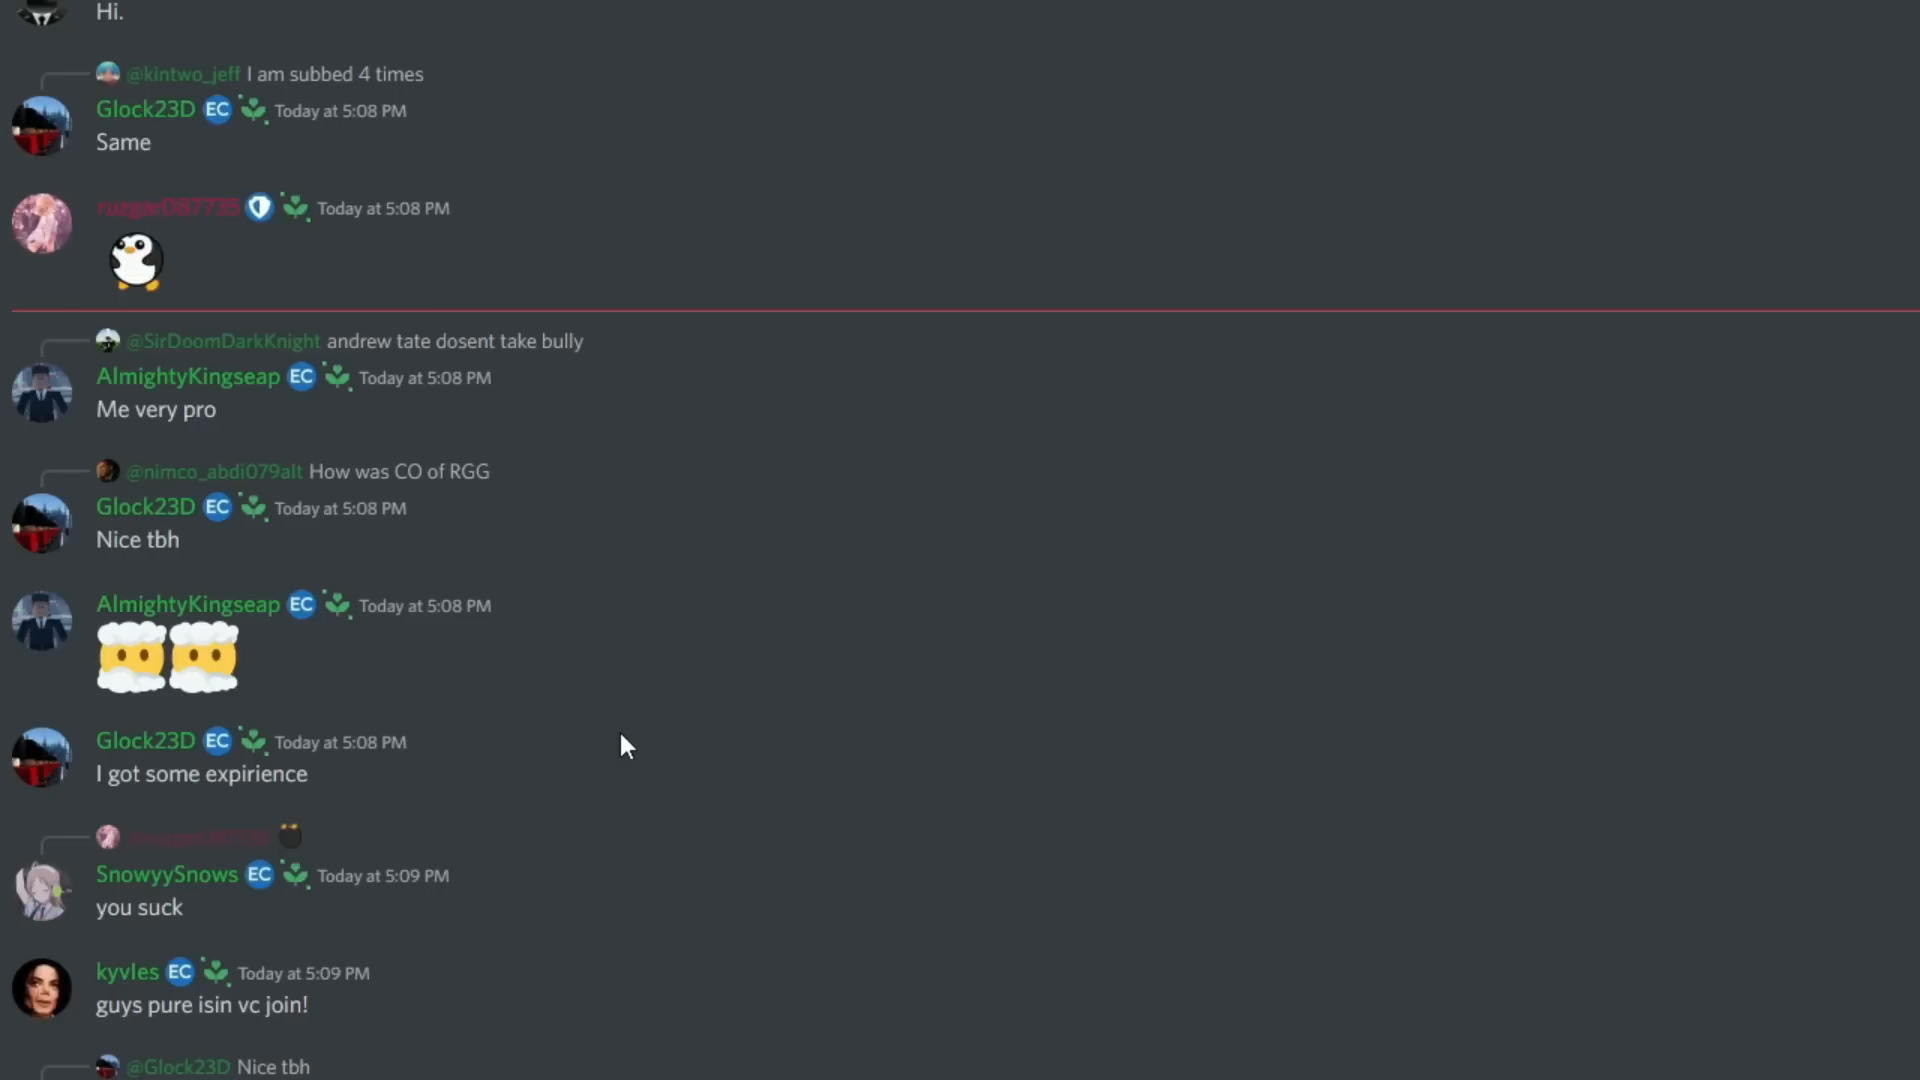 Hi.
@kintwo_jeff I am subbed 4 times
Glock23D EC Today at 5:08 PM
Same
ruzgar087735 Today at 5:08 PM
@SirDoomDarkKnight andrew tate dosent take bully
AlmightyKingseap EC Today at 5:08 PM
Me very pro
@nimco_abdi079alt How was CO of RGG
Glock23D EC Today at 5:08 PM
Nice tbh
AlmightyKingseap EC Today at 5:08 PM
Glock23D EC Today at 5:08 PM
I got some expirience
SnowyySnows EC Today at 5:09 PM
you suck
kyvles EC Today at 5:09 PM
guys pure isin vc join!
@Glock23D Nice tbh